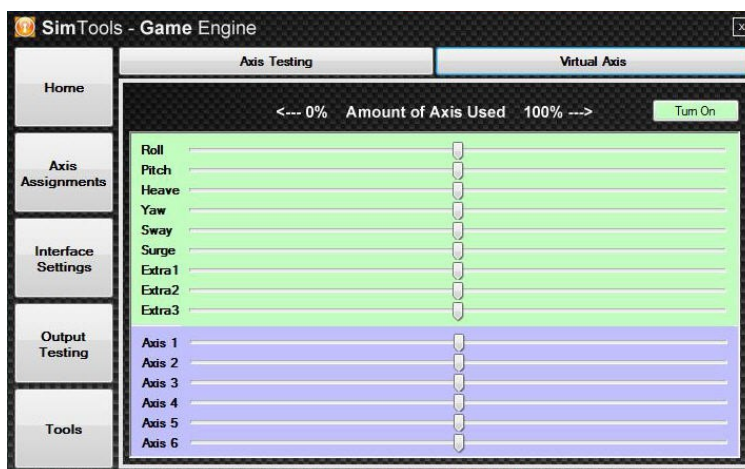 SimTools - Game Engine
x
Home
Axis Testing
Virtual Axis
<--- 0% Amount of Axis Used 100% --->
Turn On
Axis
Assignments
Interface
Settings
Output
Testing
Tools
Roll
Pitch
Heave
Yaw
Sway
Surge
Extra1
Extra2
Extra3
Axis 1
Axis 2
Axis 3
Axis 4
Axis 5
Axis 6